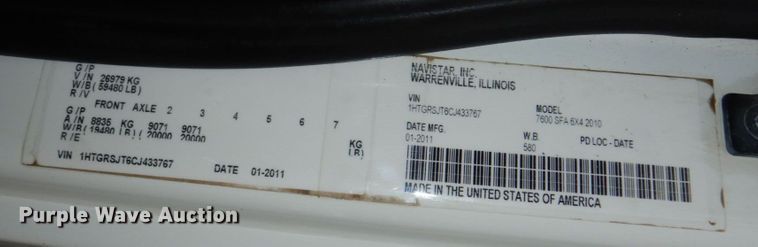 G / P
V / N 26979 KG
W/B ( 59480 LB )
R / V
FRONT AXLE 2 3 4 5 6 7
G / P
A / N 8835 KG 9071 9071 KG
W/B ( 19480 LB ) ( 20000 20000 LB )
R / E
VIN 1HTGRSJT6CJ433767 DATE 01-2011
NAVISTAR, INC.
WARRENVILLE, ILLINOIS
VIN MODEL
1HTGRSJT6CJ433767 7600 SFA 6X4 2010
DATE MFG. W.B. PD LOC - DATE
01-2011 580
MADE IN THE UNITED STATES OF AMERICA
Purple Wave Auction